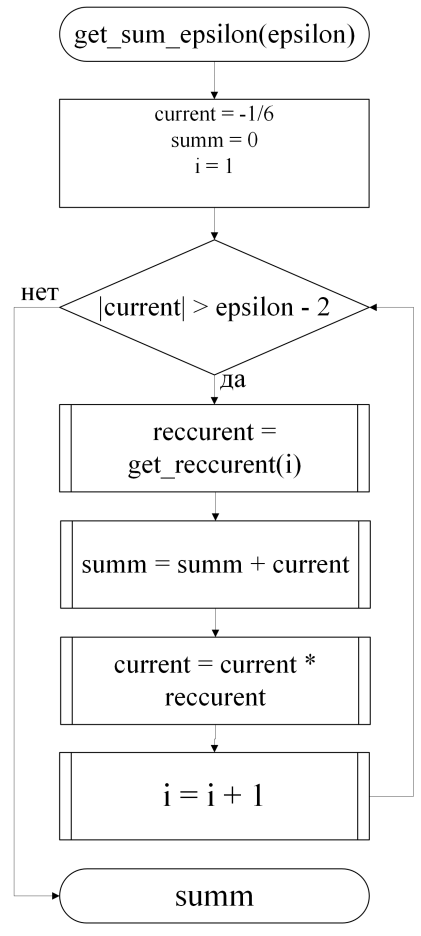 get_sum_epsilon(epsilon)
current = -1/6
summ = 0
i = 1
нет
|current| > epsilon - 2
да
reccurent =
get_reccurent(i)
summ = summ + current
current = current *
reccurent
i = i + 1
summ